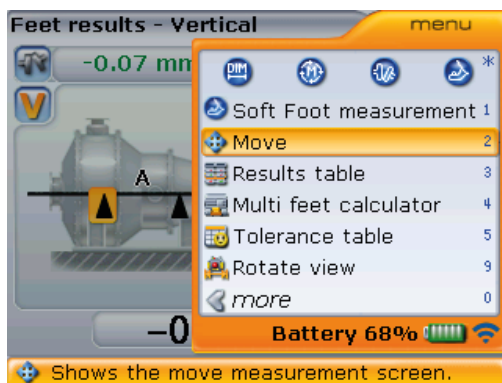 Feet results - Vertical
menu
-0.07 mm
DIM
M
*
V
Soft Foot measurement 1
Move 2
A
Results table 3
Multi feet calculator 4
Tolerance table 5
Rotate view 9
more 0
-0
Battery 68%
Shows the move measurement screen.